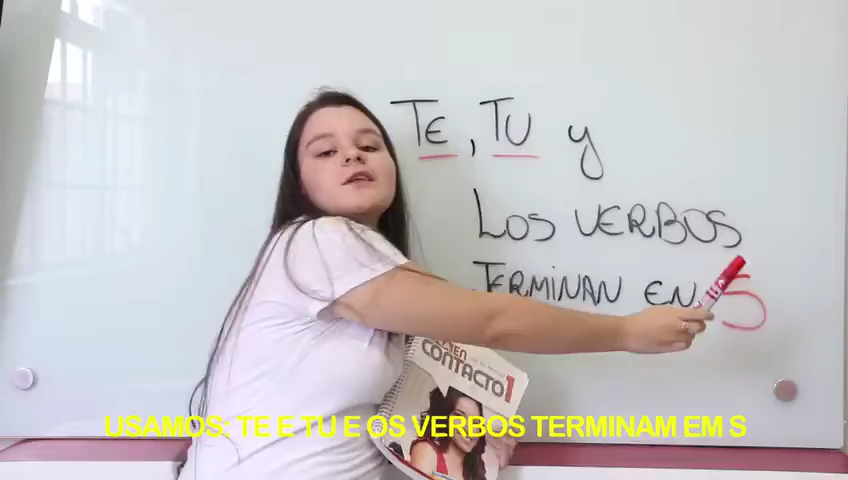 TE, TU y
LOS VERBOS
TERMINAN EN S
CONTACTO 1
USAMOS: TE E TU E OS VERBOS TERMINAM EM S